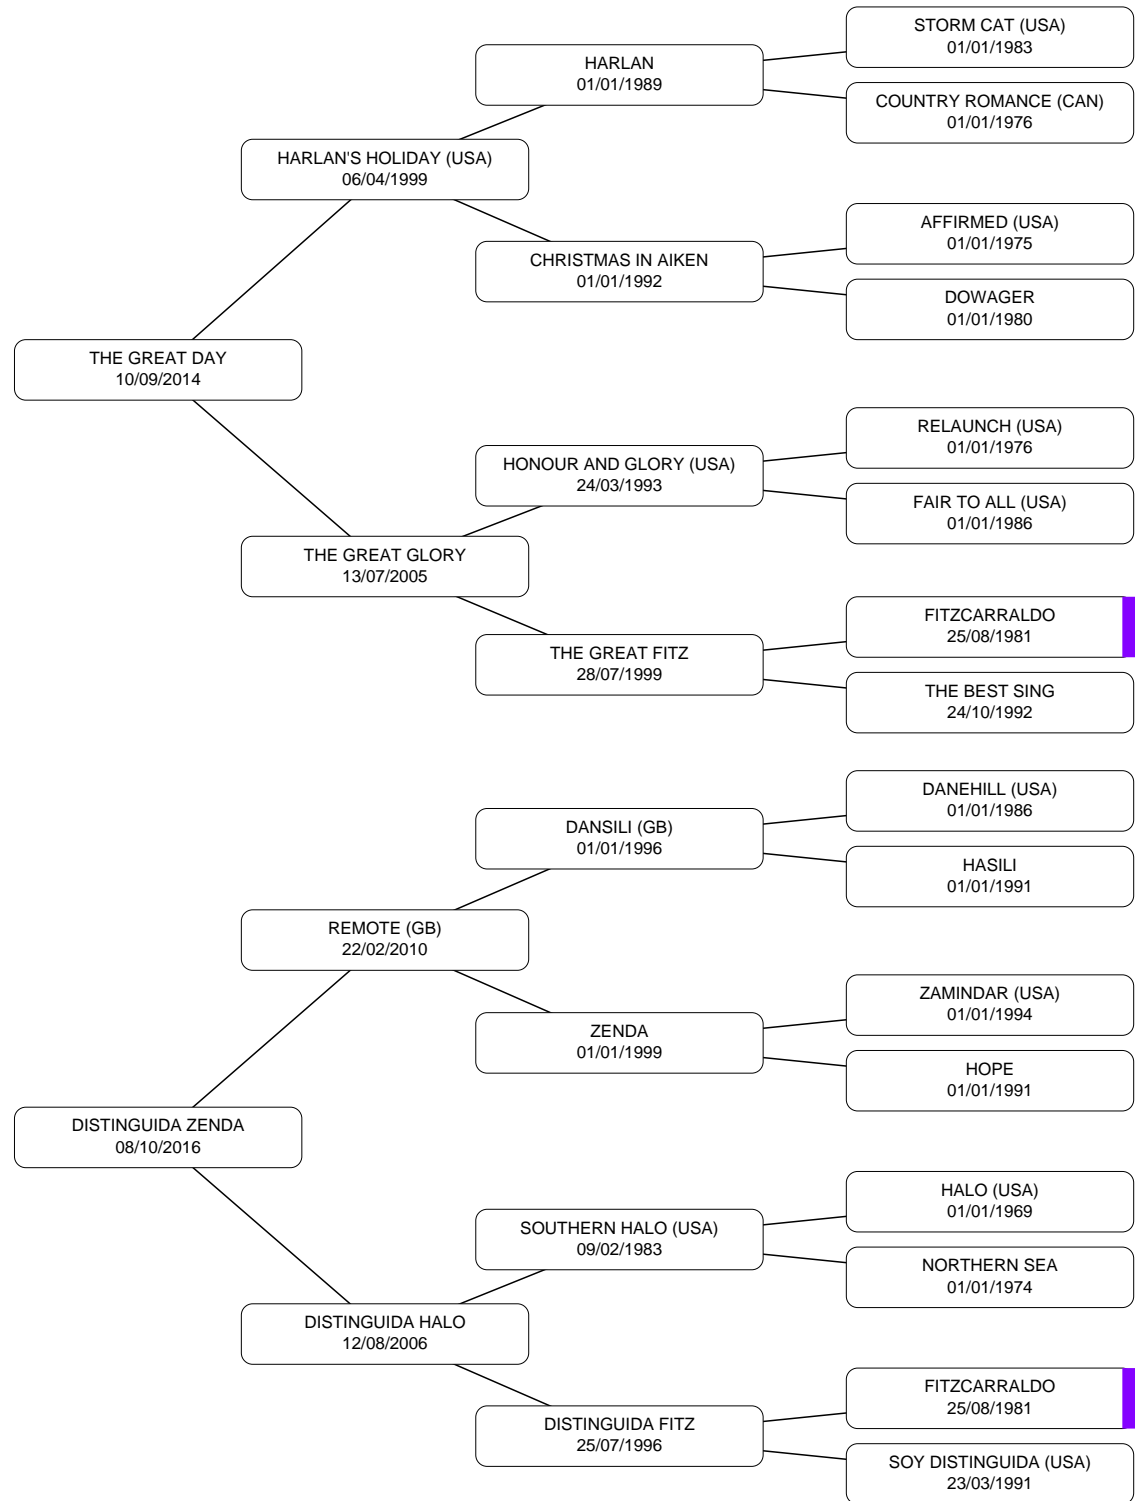 STORM CAT (USA)
01/01/1983
HARLAN
01/01/1989
COUNTRY ROMANCE (CAN)
01/01/1976
HARLAN'S HOLIDAY (USA)
06/04/1999
AFFIRMED (USA)
01/01/1975
CHRISTMAS IN AIKEN
01/01/1992
DOWAGER
01/01/1980
THE GREAT DAY
10/09/2014
RELAUNCH (USA)
01/01/1976
HONOUR AND GLORY (USA)
24/03/1993
FAIR TO ALL (USA)
01/01/1986
THE GREAT GLORY
13/07/2005
FITZCARRALDO
25/08/1981
THE GREAT FITZ
28/07/1999
THE BEST SING
24/10/1992
DANEHILL (USA)
01/01/1986
DANSILI (GB)
01/01/1996
HASILI
01/01/1991
REMOTE (GB)
22/02/2010
ZAMINDAR (USA)
01/01/1994
ZENDA
01/01/1999
HOPE
01/01/1991
DISTINGUIDA ZENDA
08/10/2016
HALO (USA)
01/01/1969
SOUTHERN HALO (USA)
09/02/1983
NORTHERN SEA
01/01/1974
DISTINGUIDA HALO
12/08/2006
FITZCARRALDO
25/08/1981
DISTINGUIDA FITZ
25/07/1996
SOY DISTINGUIDA (USA)
23/03/1991